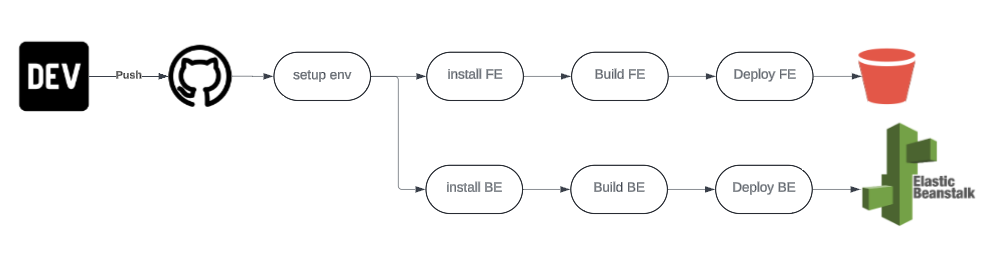 DEV
Push
setup env
install FE
Build FE
Deploy FE
install BE
Build BE
Deploy BE
Elastic
Beanstalk